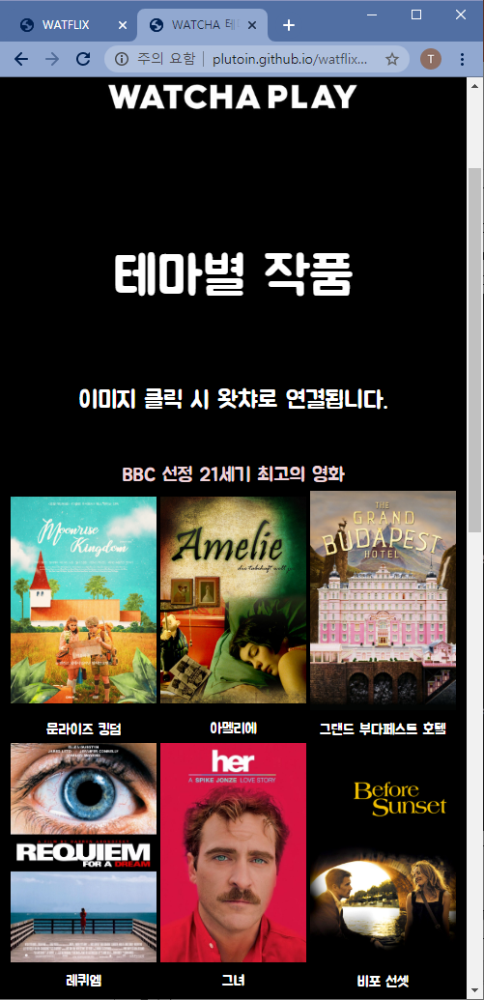 WATFLIX
WATCHA 테
주의 요함
plutoin.github.io/watflix...
T
WATCHA PLAY
테마별 작품
이미지 클릭 시 왓챠로 연결됩니다.
BBC 선정 21세기 최고의 영화
Moonrise
Kingdom
Amelie
THE
GRAND
BUDAPEST
HOTEL
문라이즈 킹덤
아멜리에
그랜드 부다페스트 호텔
REQUIEM
FOR A DREAM
her
A SPIKE JONZE LOVE STORY
Before
Sunset
레퀴엠
그녀
비포 선셋